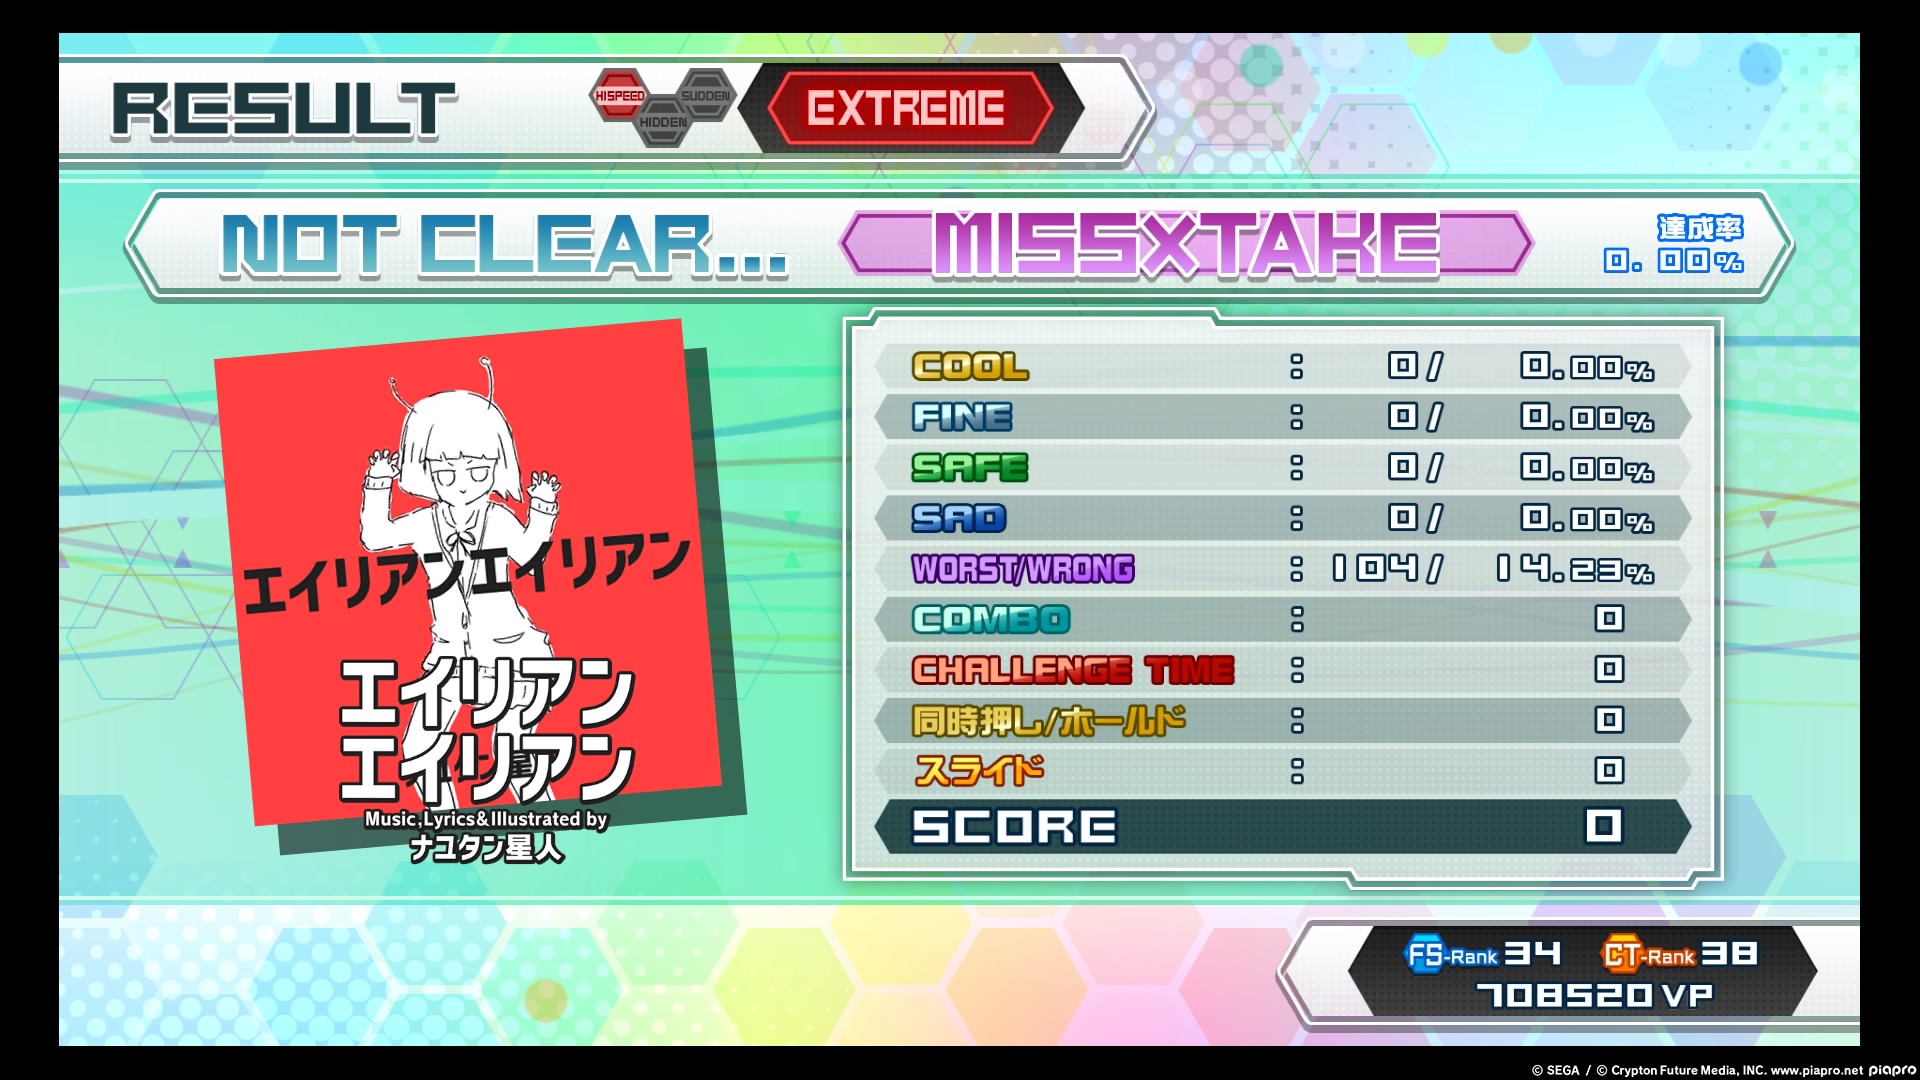 RESULT
HISPEED
HIDDEN
SUDDEN
EXTREME
NOT CLEAR...
MISS×TAKE
達成率
0.00%
エイリアンエイリアン
エイリアン
エイリアン
Music,Lyrics&Illustrated by
ナユタン星人
COOL : 0/ 0.00%
FINE : 0/ 0.00%
SAFE : 0/ 0.00%
SAD : 0/ 0.00%
WORST/WRONG : 104/ 14.23%
COMBO : 0
CHALLENGE TIME : 0
同時押し/ホールド : 0
スライド : 0
SCORE 0
FS-Rank 34 CT-Rank 38
708520 VP
© SEGA / © Crypton Future Media, INC. www.piapro.net piapro